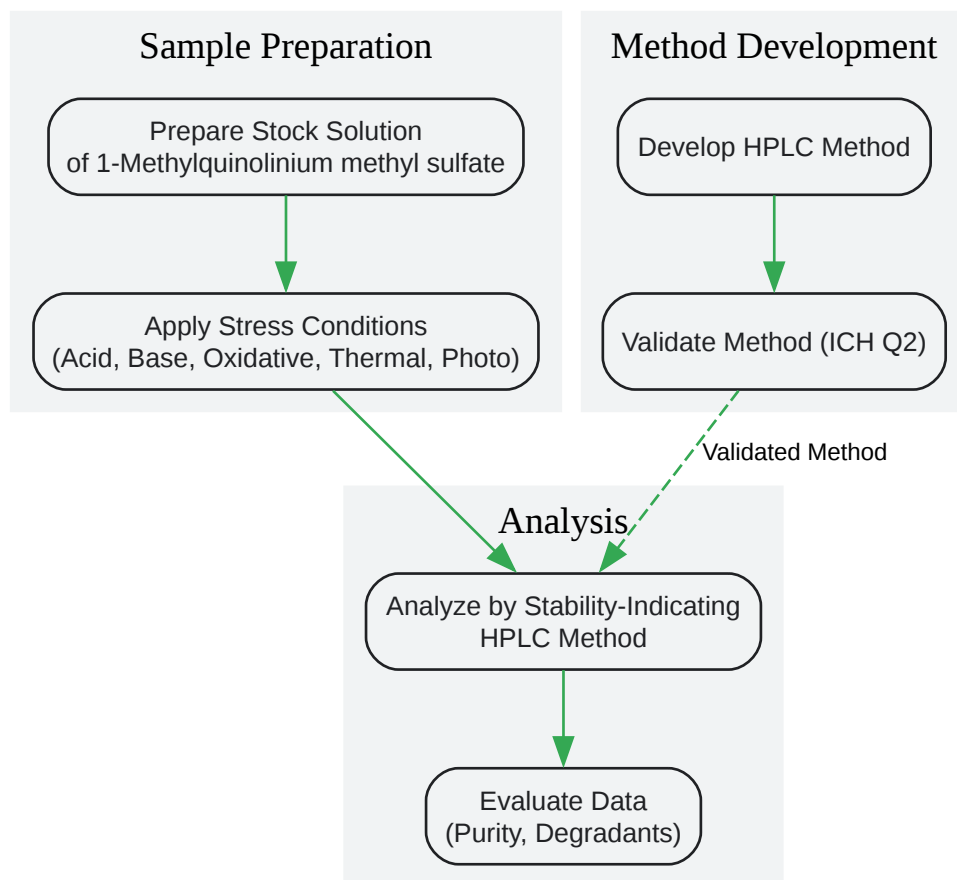 Sample Preparation
Prepare Stock Solution
of 1-Methylquinolinium methyl sulfate
Apply Stress Conditions
(Acid, Base, Oxidative, Thermal, Photo)
Method Development
Develop HPLC Method
Validate Method (ICH Q2)
Validated Method
Analysis
Analyze by Stability-Indicating
HPLC Method
Evaluate Data
(Purity, Degradants)